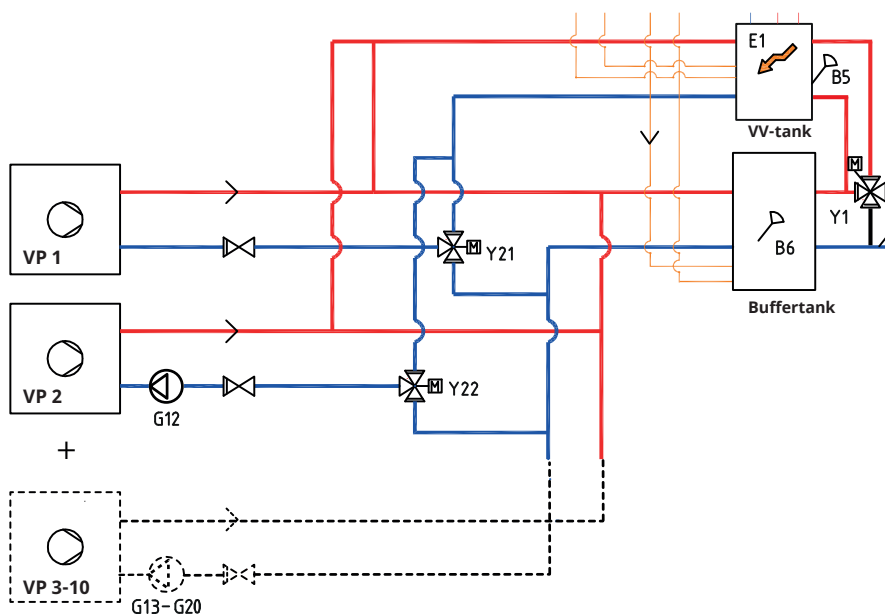 E1
B5
VV-tank
M
Y1
VP 1
M
Y21
B6
Buffertank
VP 2
G12
M
Y22
+
VP 3-10
G13-G20